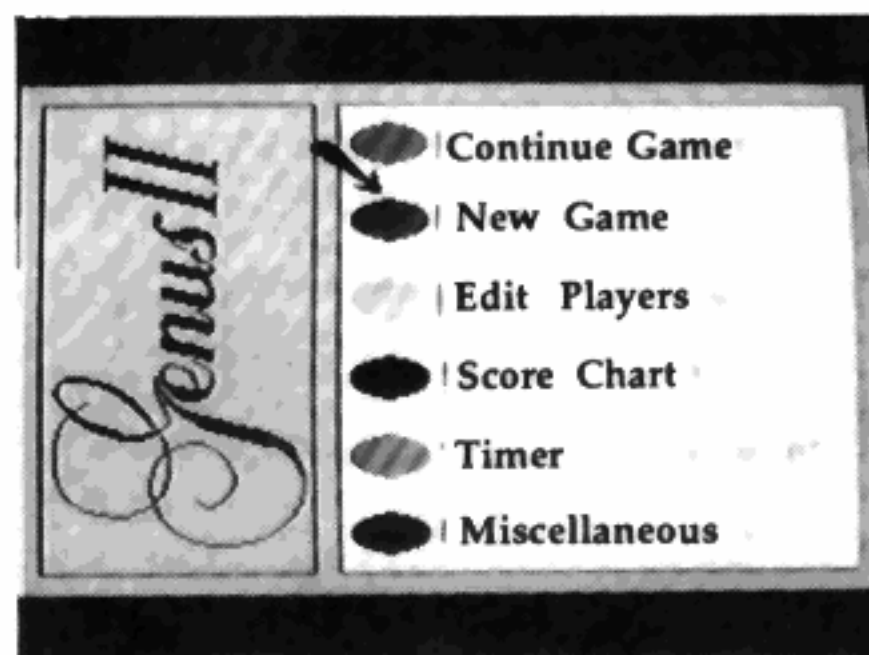 Genus II
Continue Game
New Game
Edit Players
Score Chart
Timer
Miscellaneous